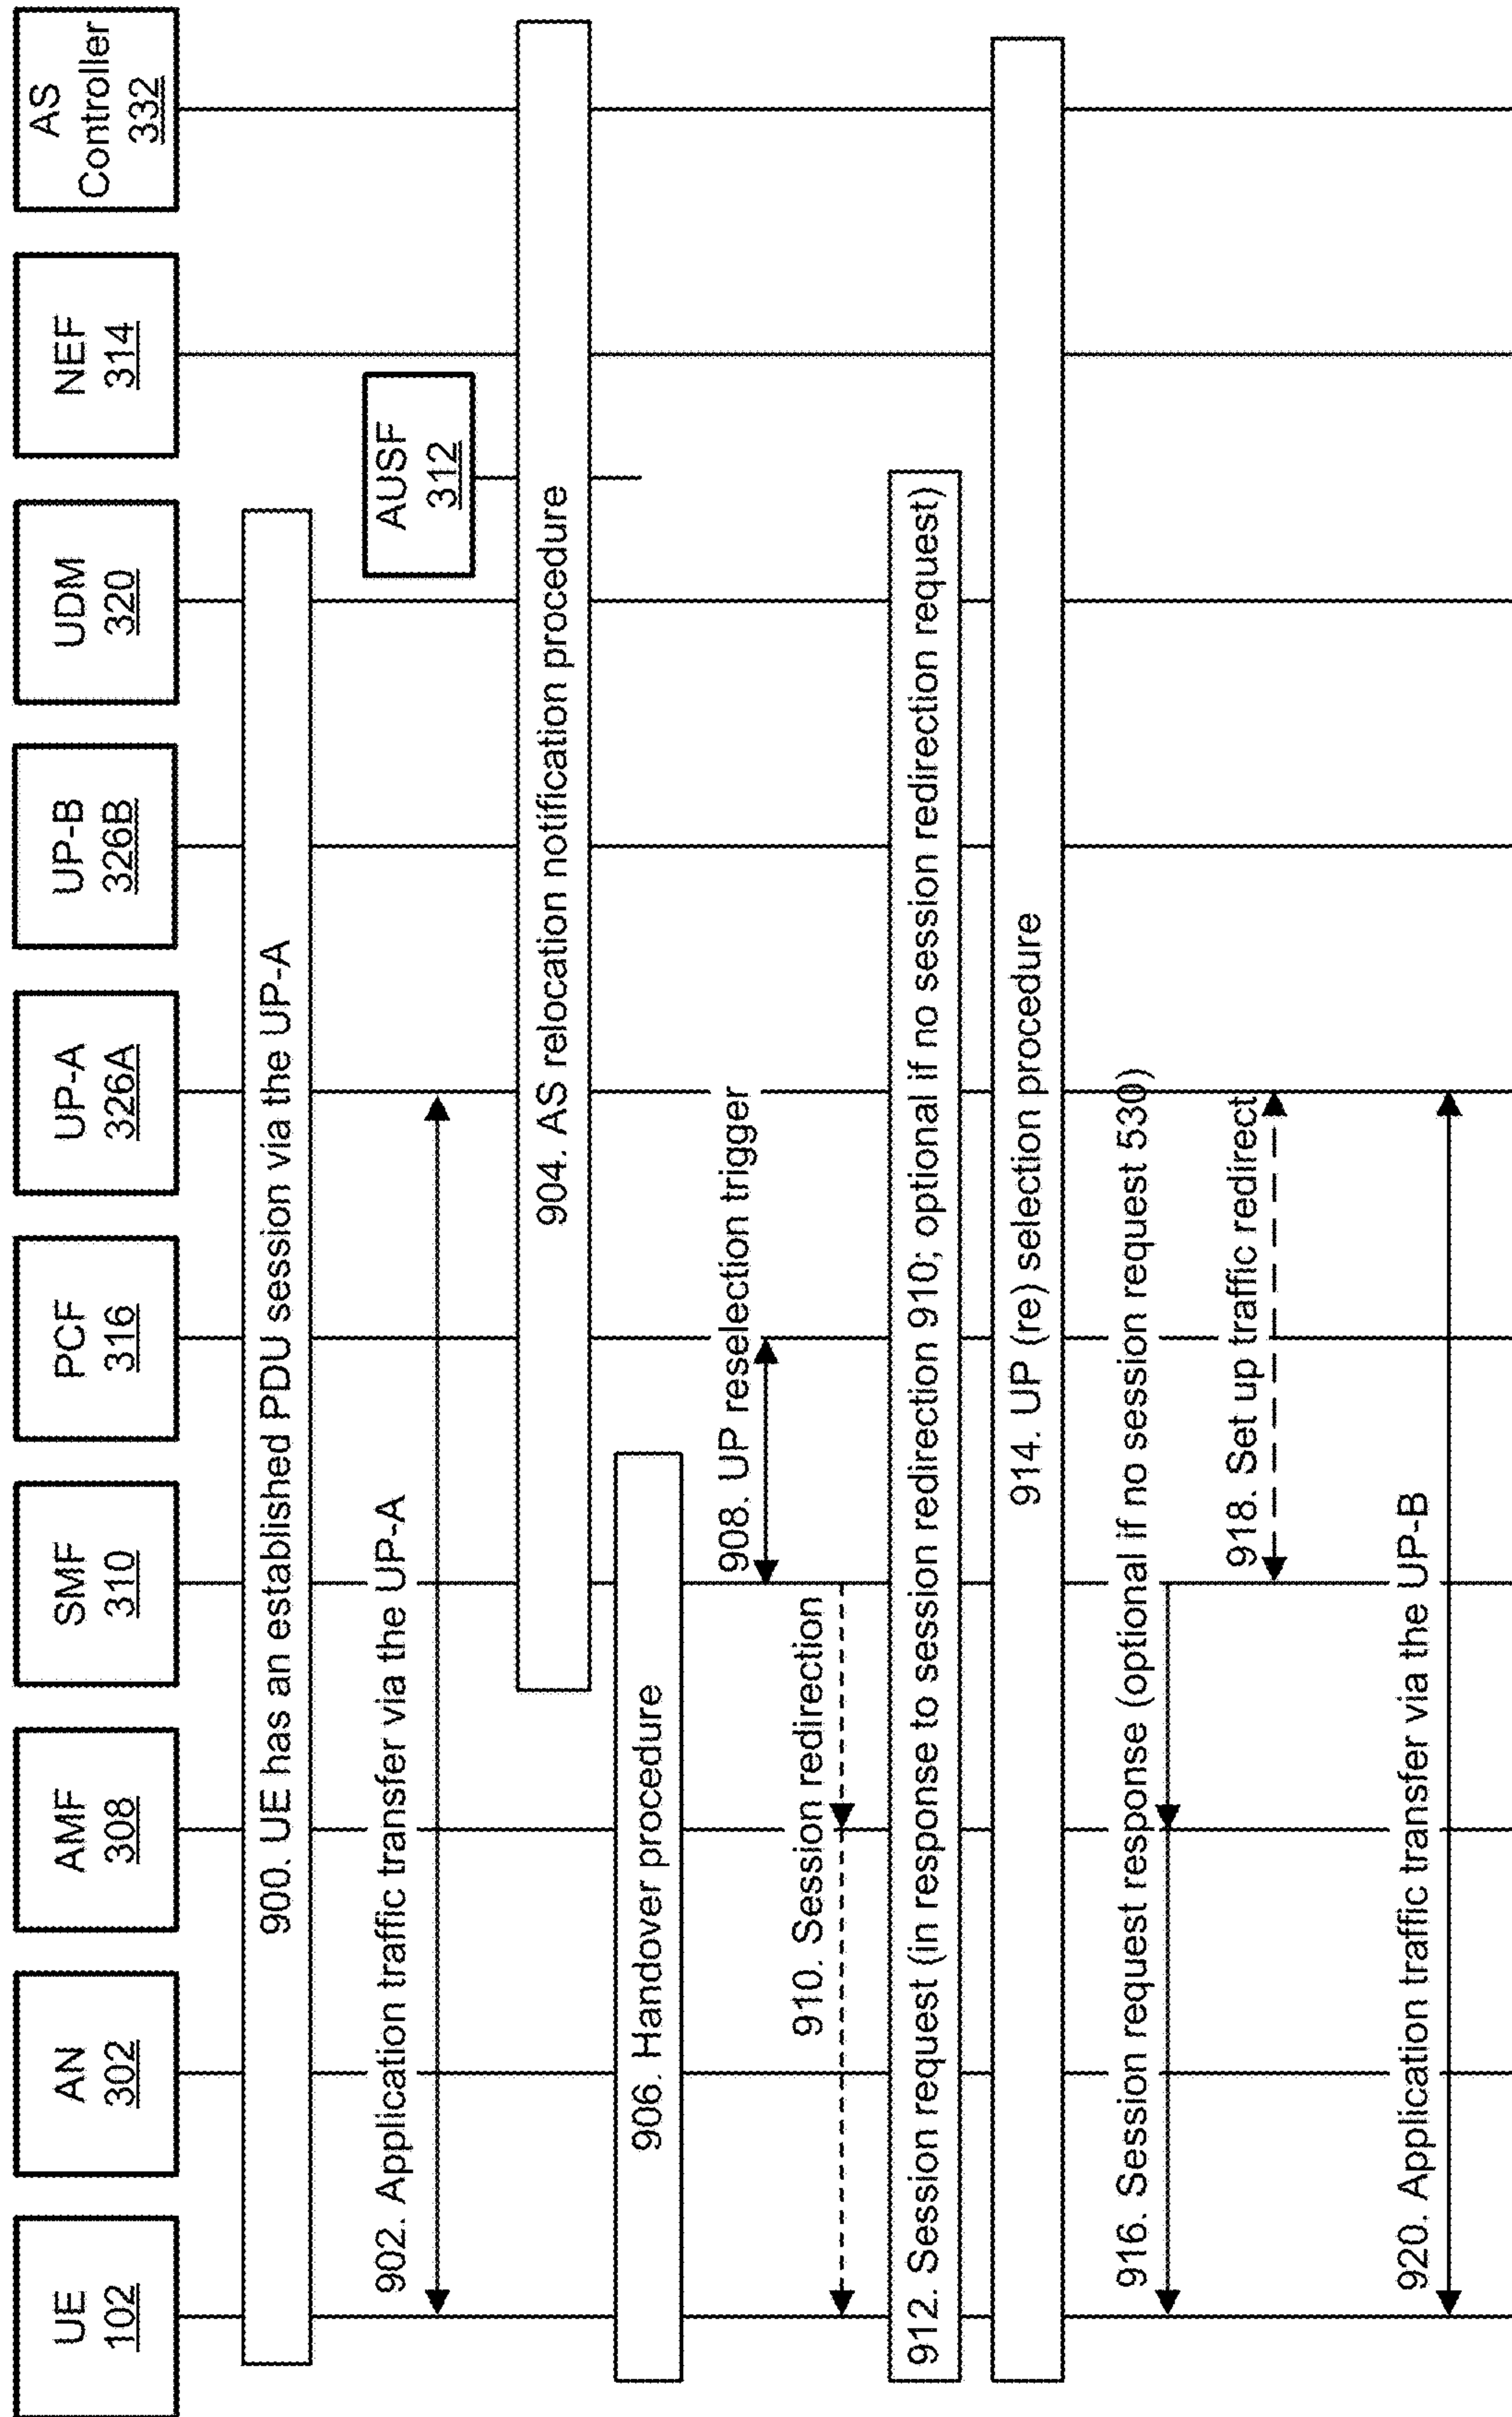 UE
102
AN
302
AMF
308
SMF
310
PCF
316
UP-A
326A
UP-B
326B
UDM
320
NEF
314
AS
Controller
332
900. UE has an established PDU session via the UP-A
902. Application traffic transfer via the UP-A
AUSF
312
904. AS relocation notification procedure
906. Handover procedure
908. UP reselection trigger
910. Session redirection
912. Session request (in response to session redirection 910; optional if no session redirection request)
914. UP (re) selection procedure
916. Session request response (optional if no session request 530)
918. Set up traffic redirect
920. Application traffic transfer via the UP-B